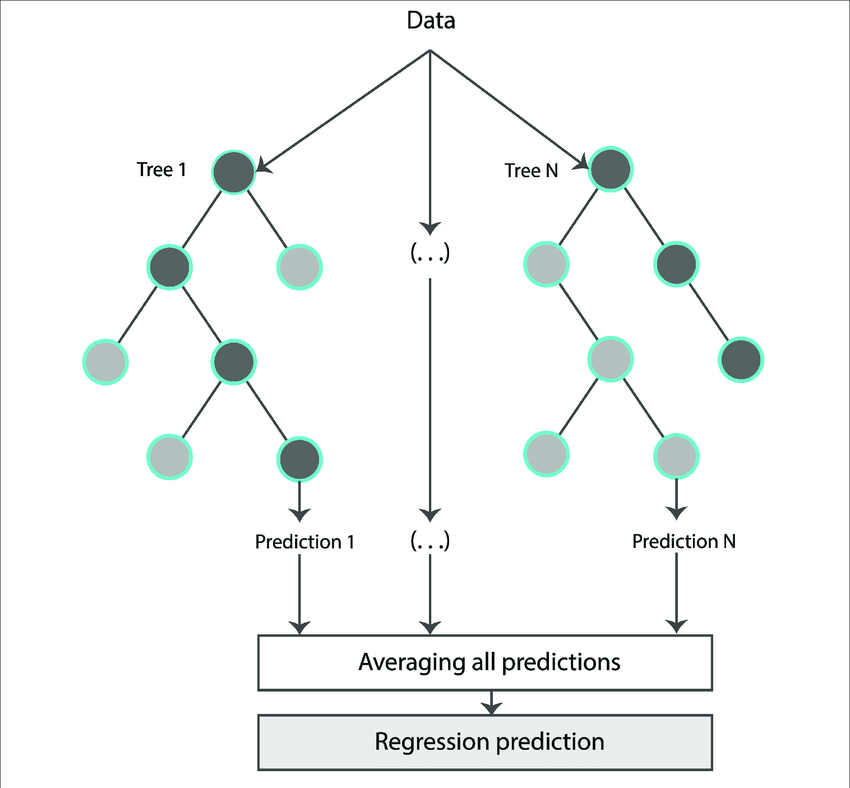 Data
Tree 1
Tree N
(...)
Prediction 1
(...)
Prediction N
Averaging all predictions
Regression prediction